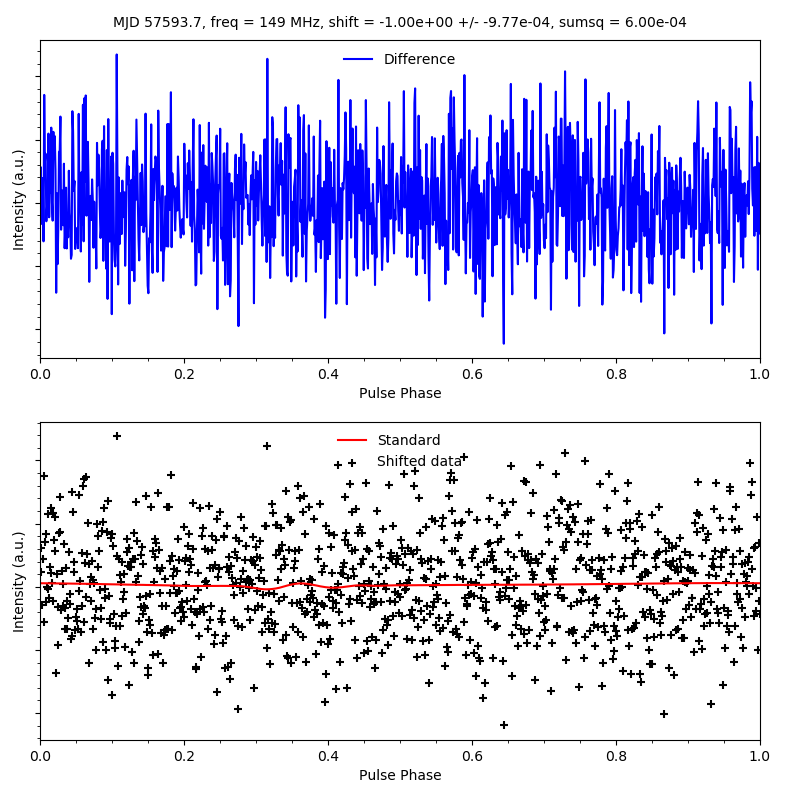 MJD 57593.7, freq = 149 MHz, shift = -1.00e+00 +/- -9.77e-04, sumsq = 6.00e-04
Difference
Intensity (a.u.)
0.0 0.2 0.4 0.6 0.8 1.0
Pulse Phase
Standard
Shifted data
Intensity (a.u.)
0.0 0.2 0.4 0.6 0.8 1.0
Pulse Phase